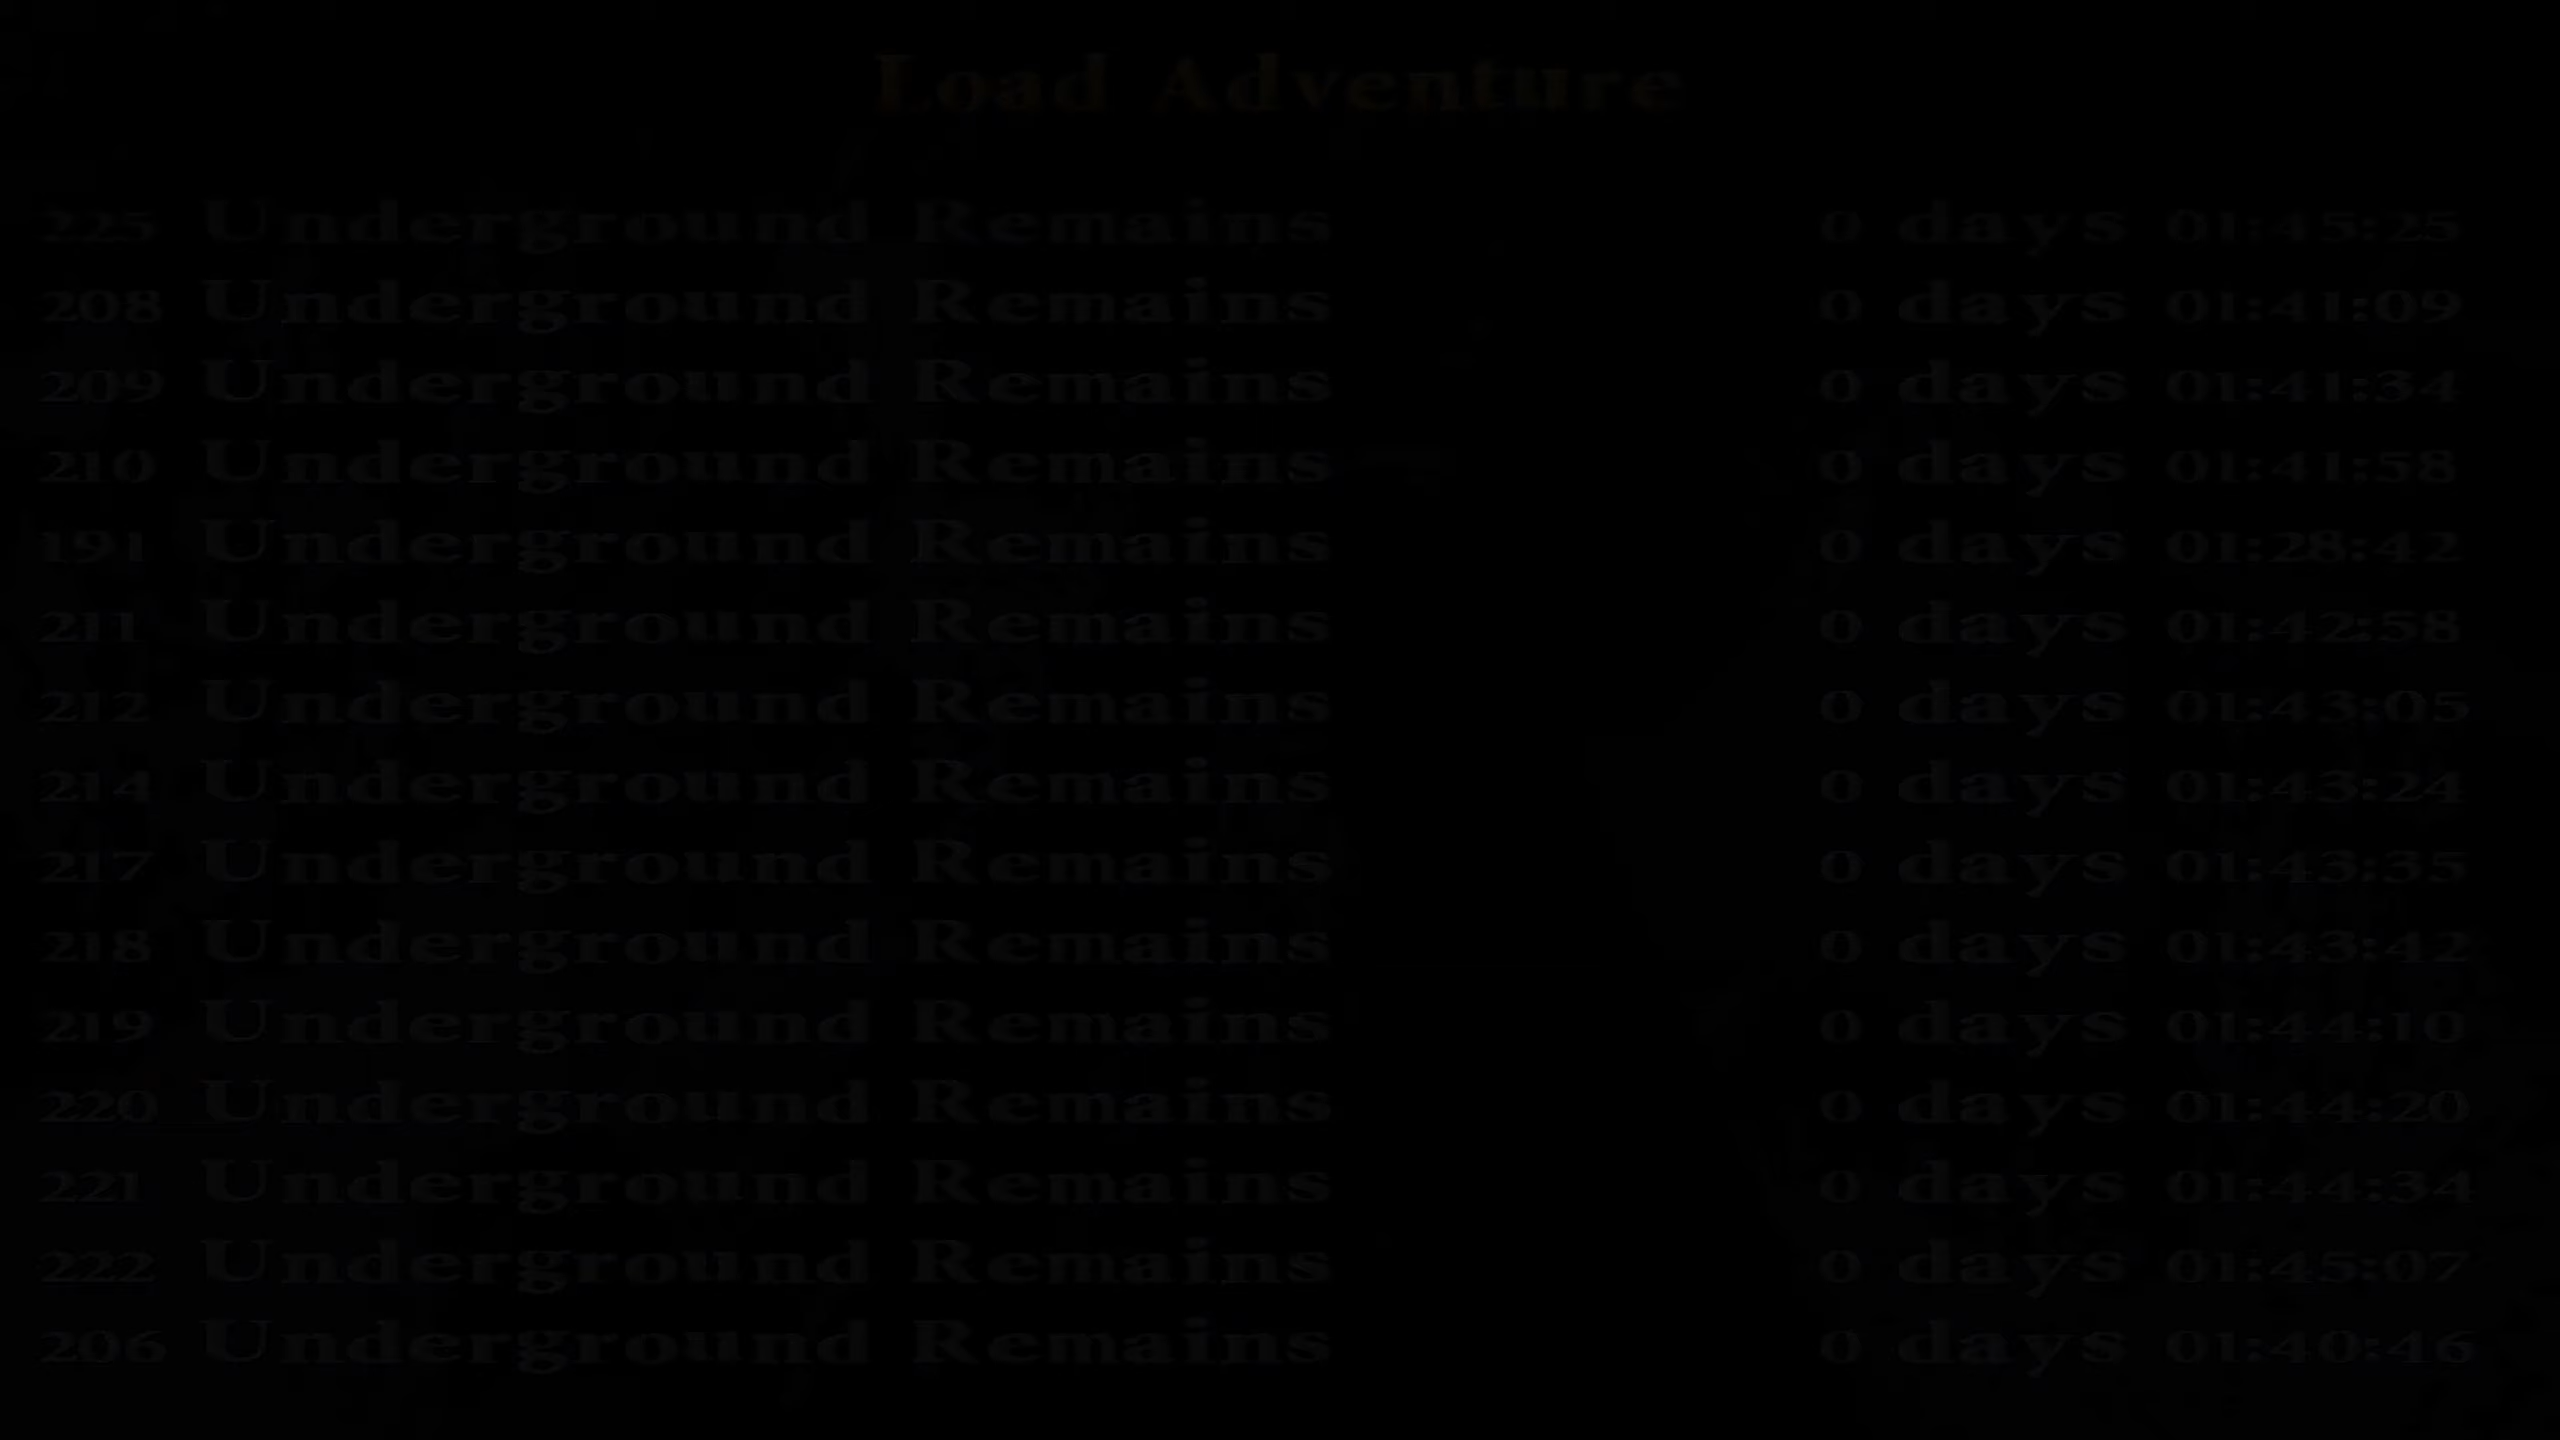 Load Adventure
225 Underground Remains 0 days 01:45:25
208 Underground Remains 0 days 01:41:09
209 Underground Remains 0 days 01:41:34
210 Underground Remains 0 days 01:41:58
191 Underground Remains 0 days 01:28:42
211 Underground Remains 0 days 01:42:58
212 Underground Remains 0 days 01:43:05
214 Underground Remains 0 days 01:43:24
217 Underground Remains 0 days 01:43:35
218 Underground Remains 0 days 01:43:42
219 Underground Remains 0 days 01:44:10
220 Underground Remains 0 days 01:44:20
221 Underground Remains 0 days 01:44:34
222 Underground Remains 0 days 01:45:07
206 Underground Remains 0 days 01:40:46